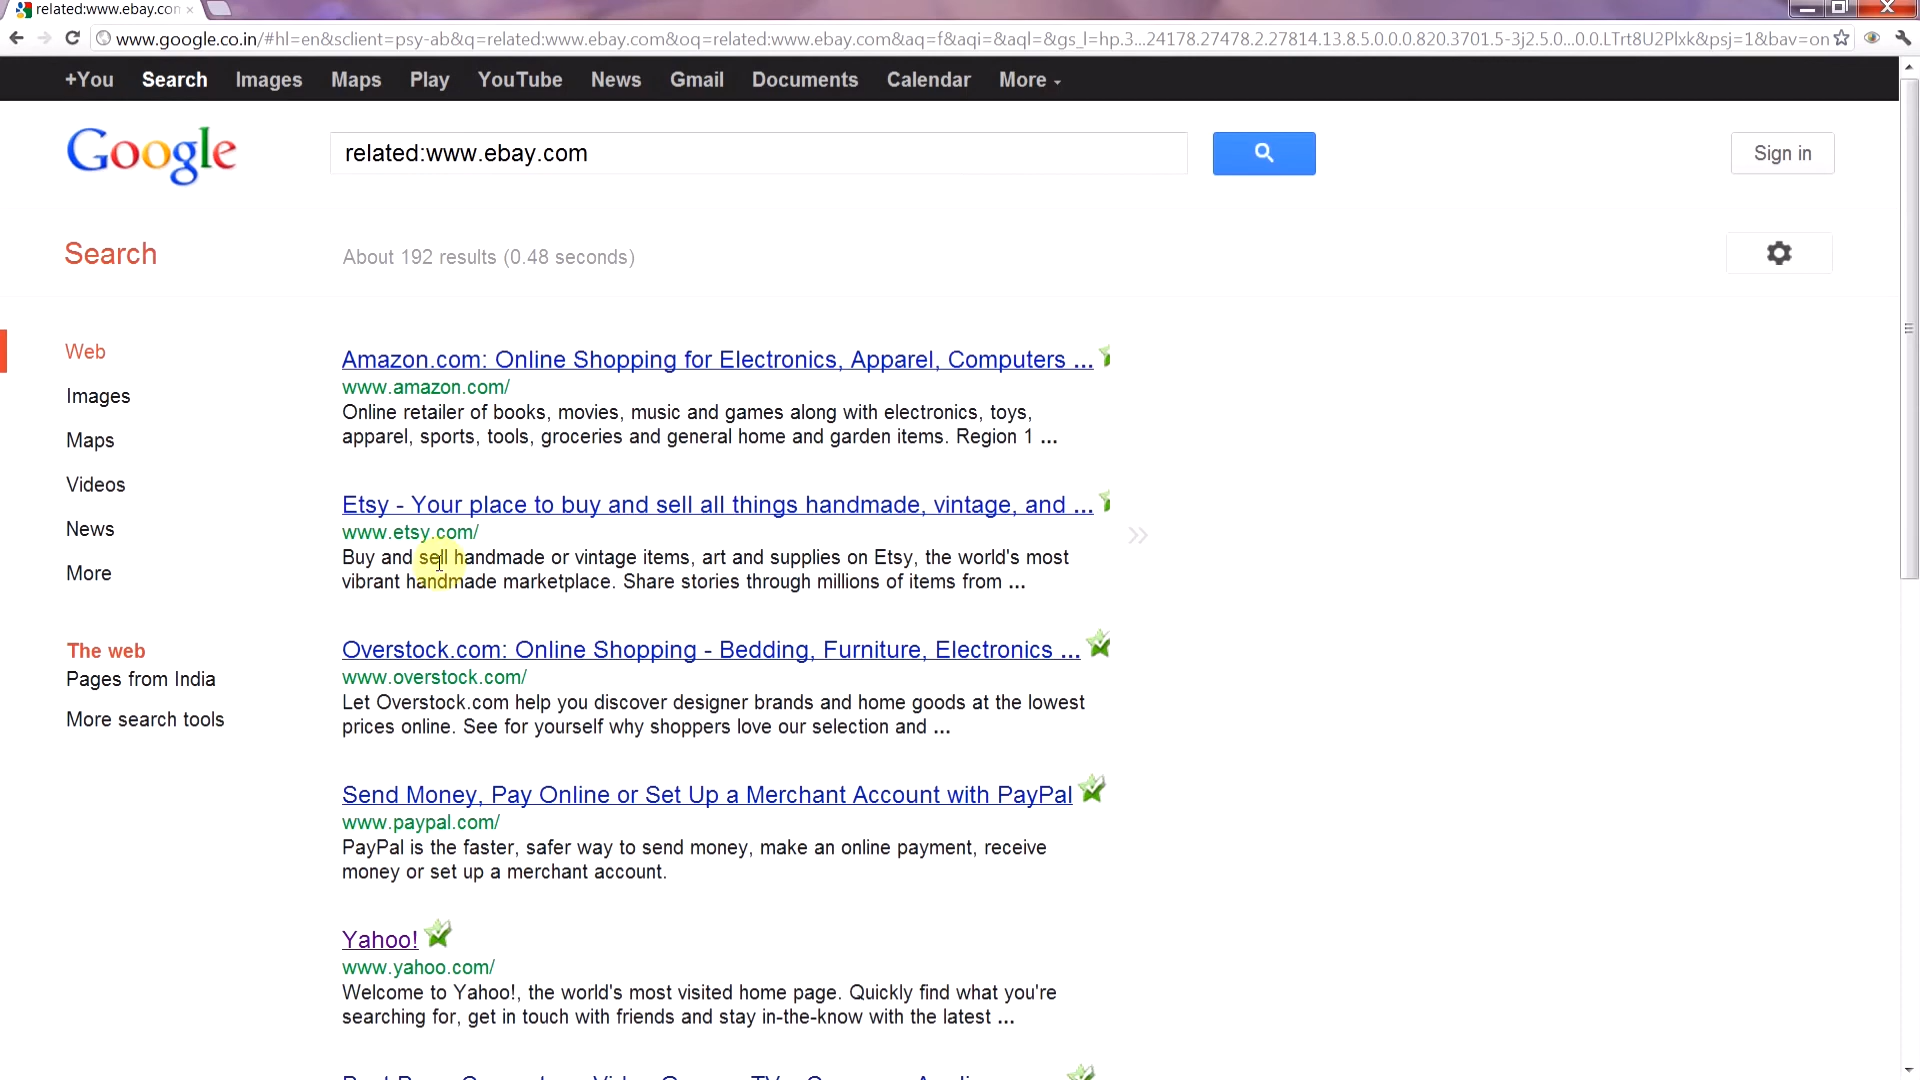 related:www.ebay.con
www.google.co.in/#hl=en&sclient=psy-ab&q=related:www.ebay.com&oq=related:www.ebay.com&aq=f&aqi=&aql=&gs_l=hp.3...24178.27478.2.27814.13.8.5.0.0.0.820.3701.5-3j2.5.0...0.0.LTrt8U2Plxk&psj=1&bav=on
+You Search Images Maps Play YouTube News Gmail Documents Calendar More
Google related:www.ebay.com Sign in
Search About 192 results (0.48 seconds)
Web
Images
Maps
Videos
News
More
The web
Pages from India
More search tools
Amazon.com: Online Shopping for Electronics, Apparel, Computers ...
www.amazon.com/
Online retailer of books, movies, music and games along with electronics, toys,
apparel, sports, tools, groceries and general home and garden items. Region 1 ...
Etsy - Your place to buy and sell all things handmade, vintage, and ...
www.etsy.com/
Buy and sell handmade or vintage items, art and supplies on Etsy, the world's most
vibrant handmade marketplace. Share stories through millions of items from ...
Overstock.com: Online Shopping - Bedding, Furniture, Electronics ...
www.overstock.com/
Let Overstock.com help you discover designer brands and home goods at the lowest
prices online. See for yourself why shoppers love our selection and ...
Send Money, Pay Online or Set Up a Merchant Account with PayPal
www.paypal.com/
PayPal is the faster, safer way to send money, make an online payment, receive
money or set up a merchant account.
Yahoo!
www.yahoo.com/
Welcome to Yahoo!, the world's most visited home page. Quickly find what you're
searching for, get in touch with friends and stay in-the-know with the latest ...